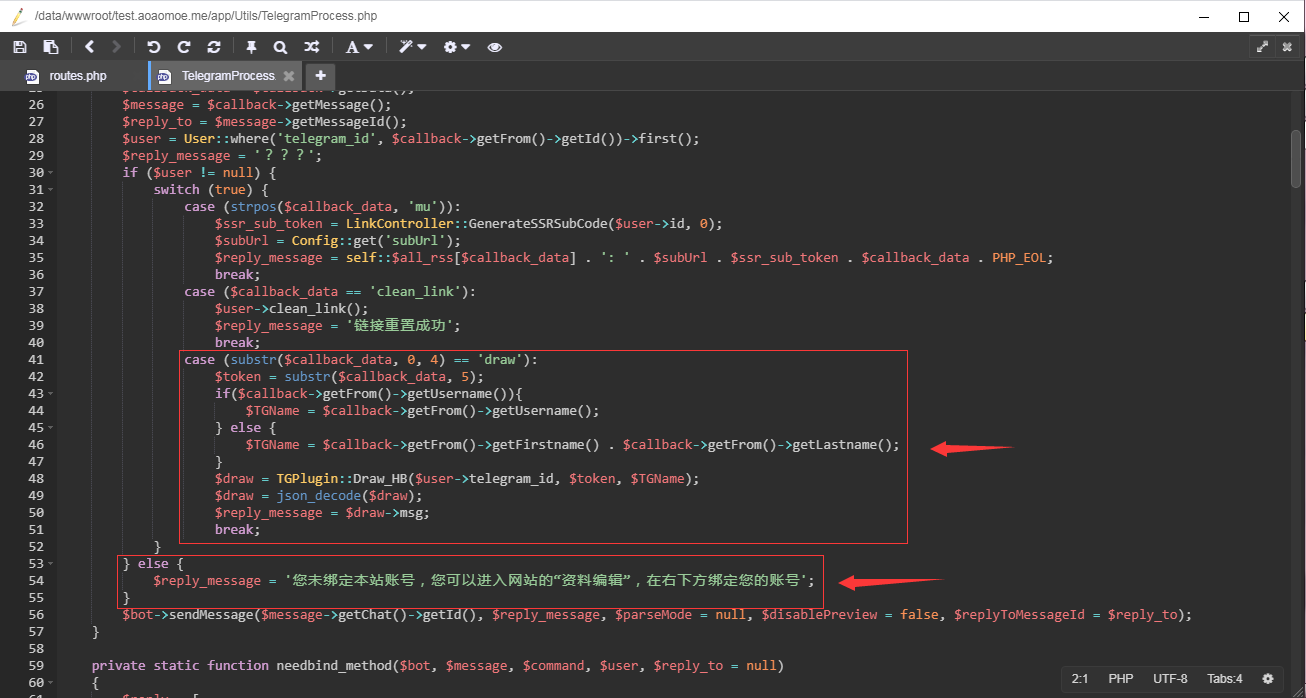 /data/wwwroot/test.aoaomoe.me/app/Utils/TelegramProcess.php
routes.php
TelegramProcess.
26 $message = $callback->getMessage();
27 $reply_to = $message->getMessageId();
28 $user = User::where('telegram_id', $callback->getFrom()->getId())->first();
29 $reply_message = '？？？';
30 if ($user != null) {
31 switch (true) {
32 case (strpos($callback_data, 'mu')):
33 $ssr_sub_token = LinkController::GenerateSSRSubCode($user->id, 0);
34 $subUrl = Config::get('subUrl');
35 $reply_message = self::$all_rss[$callback_data] . ': ' . $subUrl . $ssr_sub_token . $callback_data . PHP_EOL;
36 break;
37 case ($callback_data == 'clean_link'):
38 $user->clean_link();
39 $reply_message = '链接重置成功';
40 break;
41 case (substr($callback_data, 0, 4) == 'draw'):
42 $token = substr($callback_data, 5);
43 if($callback->getFrom()->getUsername()){
44 $TGName = $callback->getFrom()->getUsername();
45 } else {
46 $TGName = $callback->getFrom()->getFirstname() . $callback->getFrom()->getLastname();
47 }
48 $draw = TGPlugin::Draw_HB($user->telegram_id, $token, $TGName);
49 $draw = json_decode($draw);
50 $reply_message = $draw->msg;
51 break;
52 }
53 } else {
54 $reply_message = '您未绑定本站账号，您可以进入网站的“资料编辑”，在右下方绑定您的账号';
55 }
56 $bot->sendMessage($message->getChat()->getId(), $reply_message, $parseMode = null, $disablePreview = false, $replyToMessageId = $reply_to);
57 }
58
59 private static function needbind_method($bot, $message, $command, $user, $reply_to = null)
60 {
2:1 PHP UTF-8 Tabs:4